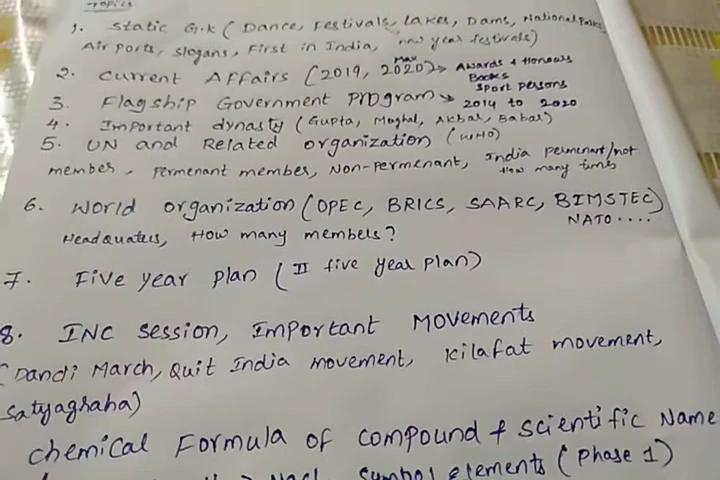 Topics
1. Static G.K ( Dance, Festivals, Lakes, Dams, National Parks,
Air Ports, Slogans, First in India, new year festivals)
2. Current Affairs (2019, 2020) → Awards & Honours
Max
Books
Sport persons
3. Flagship Government Program → 2014 to 2020
4. Important dynasty (Gupta, Moghal, Akbar, Babar)
5. UN and Related organization (WHO)
member, Permenant member, Non-Permenant, India permenant/not
How many times
6. World organization (OPEC, BRICS, SAARC, BIMSTEC)
NATO....
Headquaters, How many members?
7. Five year Plan (II five year plan)
8. INC Session, Important Movements
(Dandi March, Quit India movement, Kilafat movement,
Satyagraha)
Chemical Formula of compound & scientific Name
Nacl, Symbol elements (Phase 1)